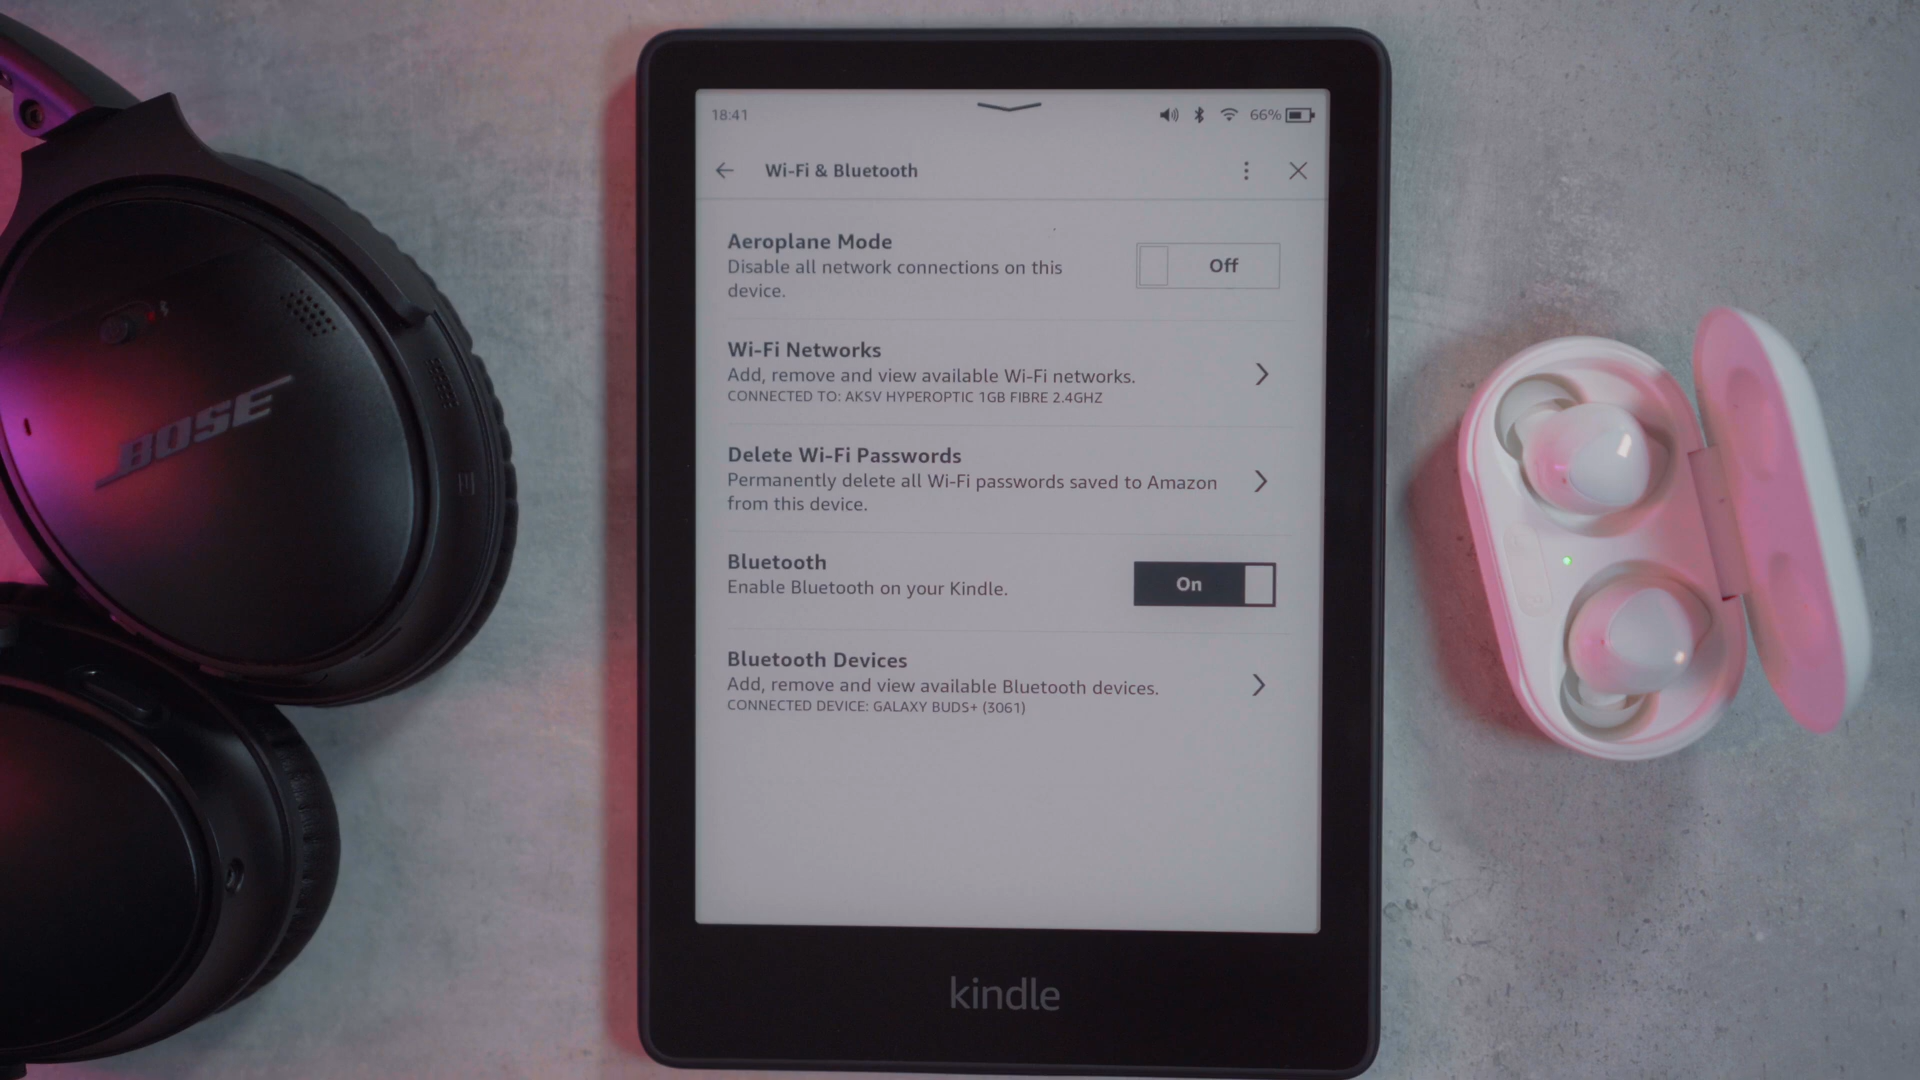 18:41
66%
Wi-Fi & Bluetooth
Aeroplane Mode
Disable all network connections on this
device.
Off
Wi-Fi Networks
Add, remove and view available Wi-Fi networks.
CONNECTED TO: AKSV HYPEROPTIC 1GB FIBRE 2.4GHZ
Delete Wi-Fi Passwords
Permanently delete all Wi-Fi passwords saved to Amazon
from this device.
Bluetooth
Enable Bluetooth on your Kindle.
On
Bluetooth Devices
Add, remove and view available Bluetooth devices.
CONNECTED DEVICE: GALAXY BUDS+ (3061)
kindle
BOSE